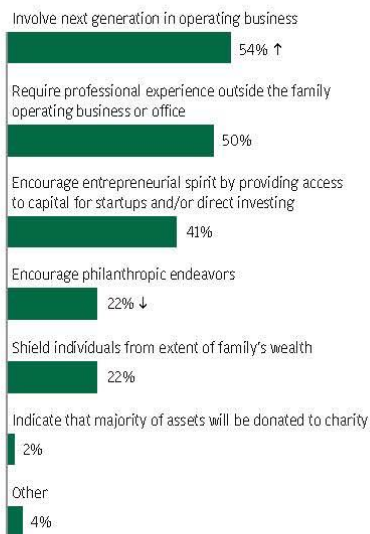 Involve next generation in operating business
54% ↑
Require professional experience outside the family
operating business or office
50%
Encourage entrepreneurial spirit by providing access
to capital for startups and/or direct investing
41%
Encourage philanthropic endeavors
22% ↓
Shield individuals from extent of family's wealth
22%
Indicate that majority of assets will be donated to charity
2%
Other
4%